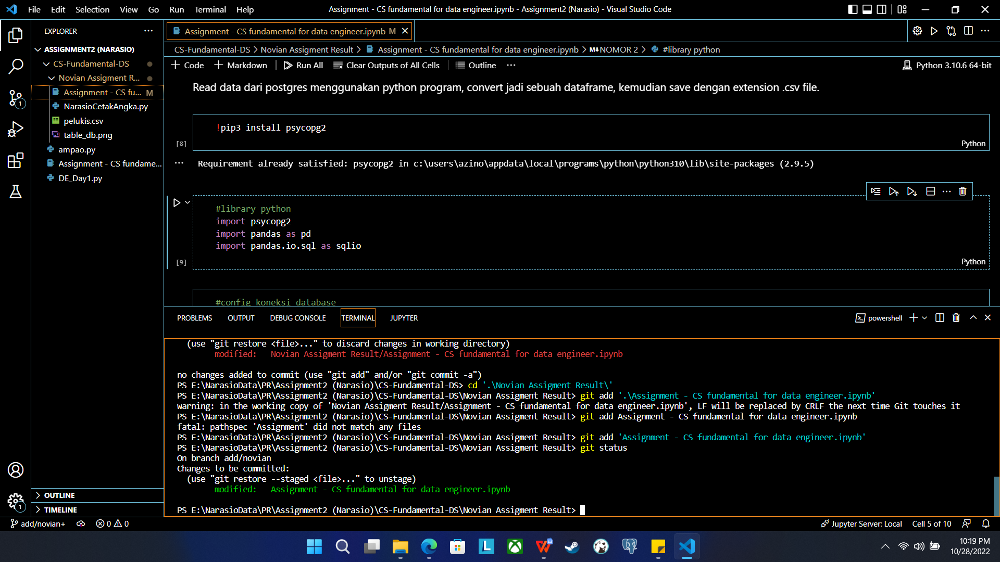 File Edit Selection View Go Run Terminal Help
Assignment - CS fundamental for data engineer.ipynb - Assignment2 (Narasio) - Visual Studio Code
EXPLORER
ASSIGNMENT2 (NARASIO)
CS-Fundamental-DS
Novian Assigment R...
Assignment - CS fu... M
NarasioCetakAngka.py
pelukis.csv
table_db.png
ampao.py
Assignment - CS fundame...
DE_Day1.py
OUTLINE
TIMELINE
1
1
Assignment - CS fundamental for data engineer.ipynb M
CS-Fundamental-DS > Novian Assigment Result > Assignment - CS fundamental for data engineer.ipynb > M↓NOMOR 2 > #library python
+ Code + Markdown Run All Clear Outputs of All Cells Outline ...
Python 3.10.6 64-bit
Read data dari postgres menggunakan python program, convert jadi sebuah dataframe, kemudian save dengan extension .csv file.
!pip3 install psycopg2
[8]
Python
... Requirement already satisfied: psycopg2 in c:\users\azino\appdata\local\programs\python\python310\lib\site-packages (2.9.5)
#library python
import psycopg2
import pandas as pd
import pandas.io.sql as sqlio
[9]
Python
#config koneksi database
PROBLEMS OUTPUT DEBUG CONSOLE TERMINAL JUPYTER
powershell
(use "git restore <file>..." to discard changes in working directory)
modified: Novian Assigment Result/Assignment - CS fundamental for data engineer.ipynb
no changes added to commit (use "git add" and/or "git commit -a")
PS E:\NarasioData\PR\Assignment2 (Narasio)\CS-Fundamental-DS> cd '.\Novian Assigment Result\'
PS E:\NarasioData\PR\Assignment2 (Narasio)\CS-Fundamental-DS\Novian Assigment Result> git add '.\Assignment - CS fundamental for data engineer.ipynb'
warning: in the working copy of 'Novian Assigment Result/Assignment - CS fundamental for data engineer.ipynb', LF will be replaced by CRLF the next time Git touches it
PS E:\NarasioData\PR\Assignment2 (Narasio)\CS-Fundamental-DS\Novian Assigment Result> git add Assignment - CS fundamental for data engineer.ipynb
fatal: pathspec 'Assignment' did not match any files
PS E:\NarasioData\PR\Assignment2 (Narasio)\CS-Fundamental-DS\Novian Assigment Result> git add 'Assignment - CS fundamental for data engineer.ipynb'
PS E:\NarasioData\PR\Assignment2 (Narasio)\CS-Fundamental-DS\Novian Assigment Result> git status
On branch add/novian
Changes to be committed:
(use "git restore --staged <file>..." to unstage)
modified: Assignment - CS fundamental for data engineer.ipynb
PS E:\NarasioData\PR\Assignment2 (Narasio)\CS-Fundamental-DS\Novian Assigment Result>
add/novian+ 0 0
Jupyter Server: Local Cell 5 of 10
10:19 PM
10/28/2022